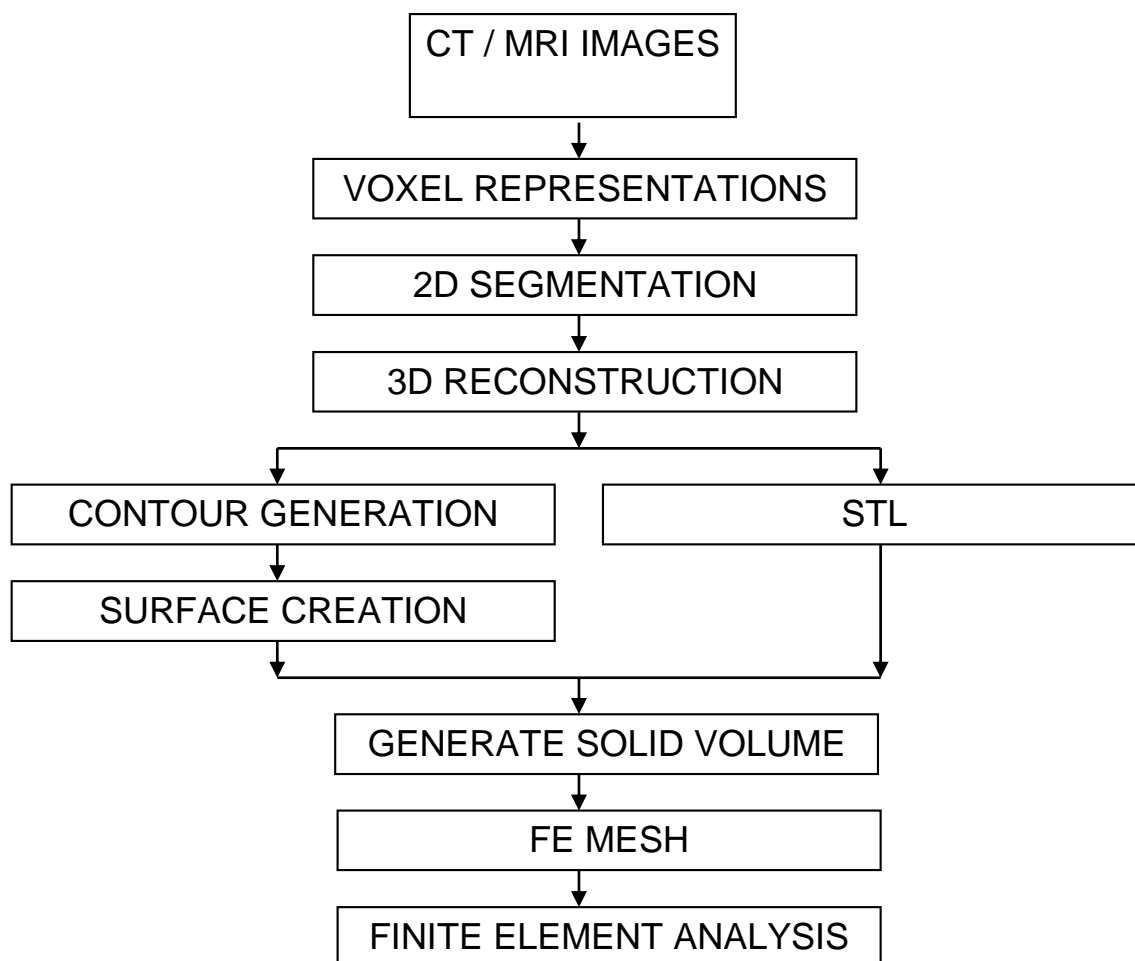 CT / MRI IMAGES
VOXEL REPRESENTATIONS
2D SEGMENTATION
3D RECONSTRUCTION
CONTOUR GENERATION
STL
SURFACE CREATION
GENERATE SOLID VOLUME
FE MESH
FINITE ELEMENT ANALYSIS